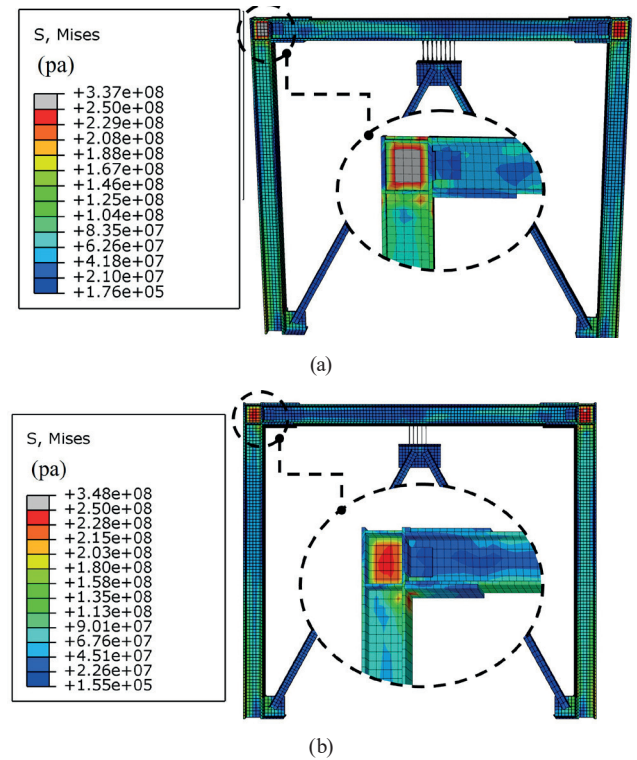 S, Mises
(pa)
+3.37e+08
+2.50e+08
+2.29e+08
+2.08e+08
+1.88e+08
+1.67e+08
+1.46e+08
+1.25e+08
+1.04e+08
+8.35e+07
+6.26e+07
+4.18e+07
+2.10e+07
+1.76e+05
(a)
S, Mises
(pa)
+3.48e+08
+2.50e+08
+2.28e+08
+2.15e+08
+2.03e+08
+1.80e+08
+1.58e+08
+1.35e+08
+1.13e+08
+9.01e+07
+6.76e+07
+4.51e+07
+2.26e+07
+1.55e+05
(b)